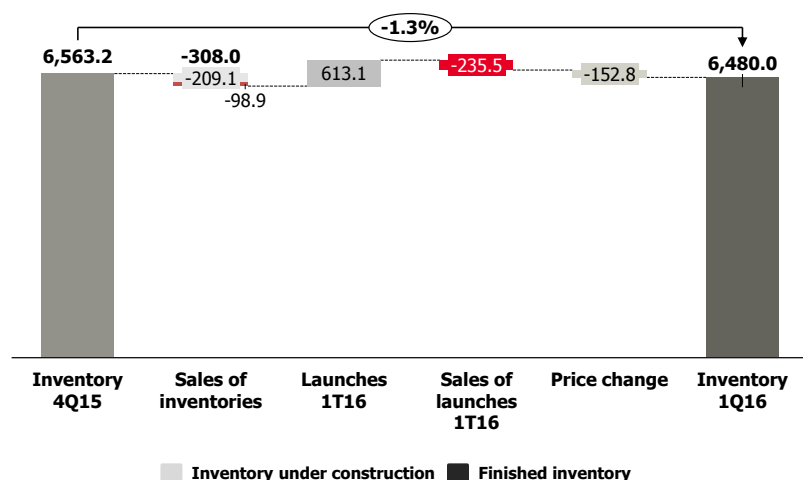 -1.3%
6,563.2
-308.0
-209.1
-98.9
613.1
-235.5
-152.8
6,480.0
Inventory
4Q15
Sales of
inventories
Launches
1T16
Sales of
launches
1T16
Price change
Inventory
1Q16
Inventory under construction
Finished inventory